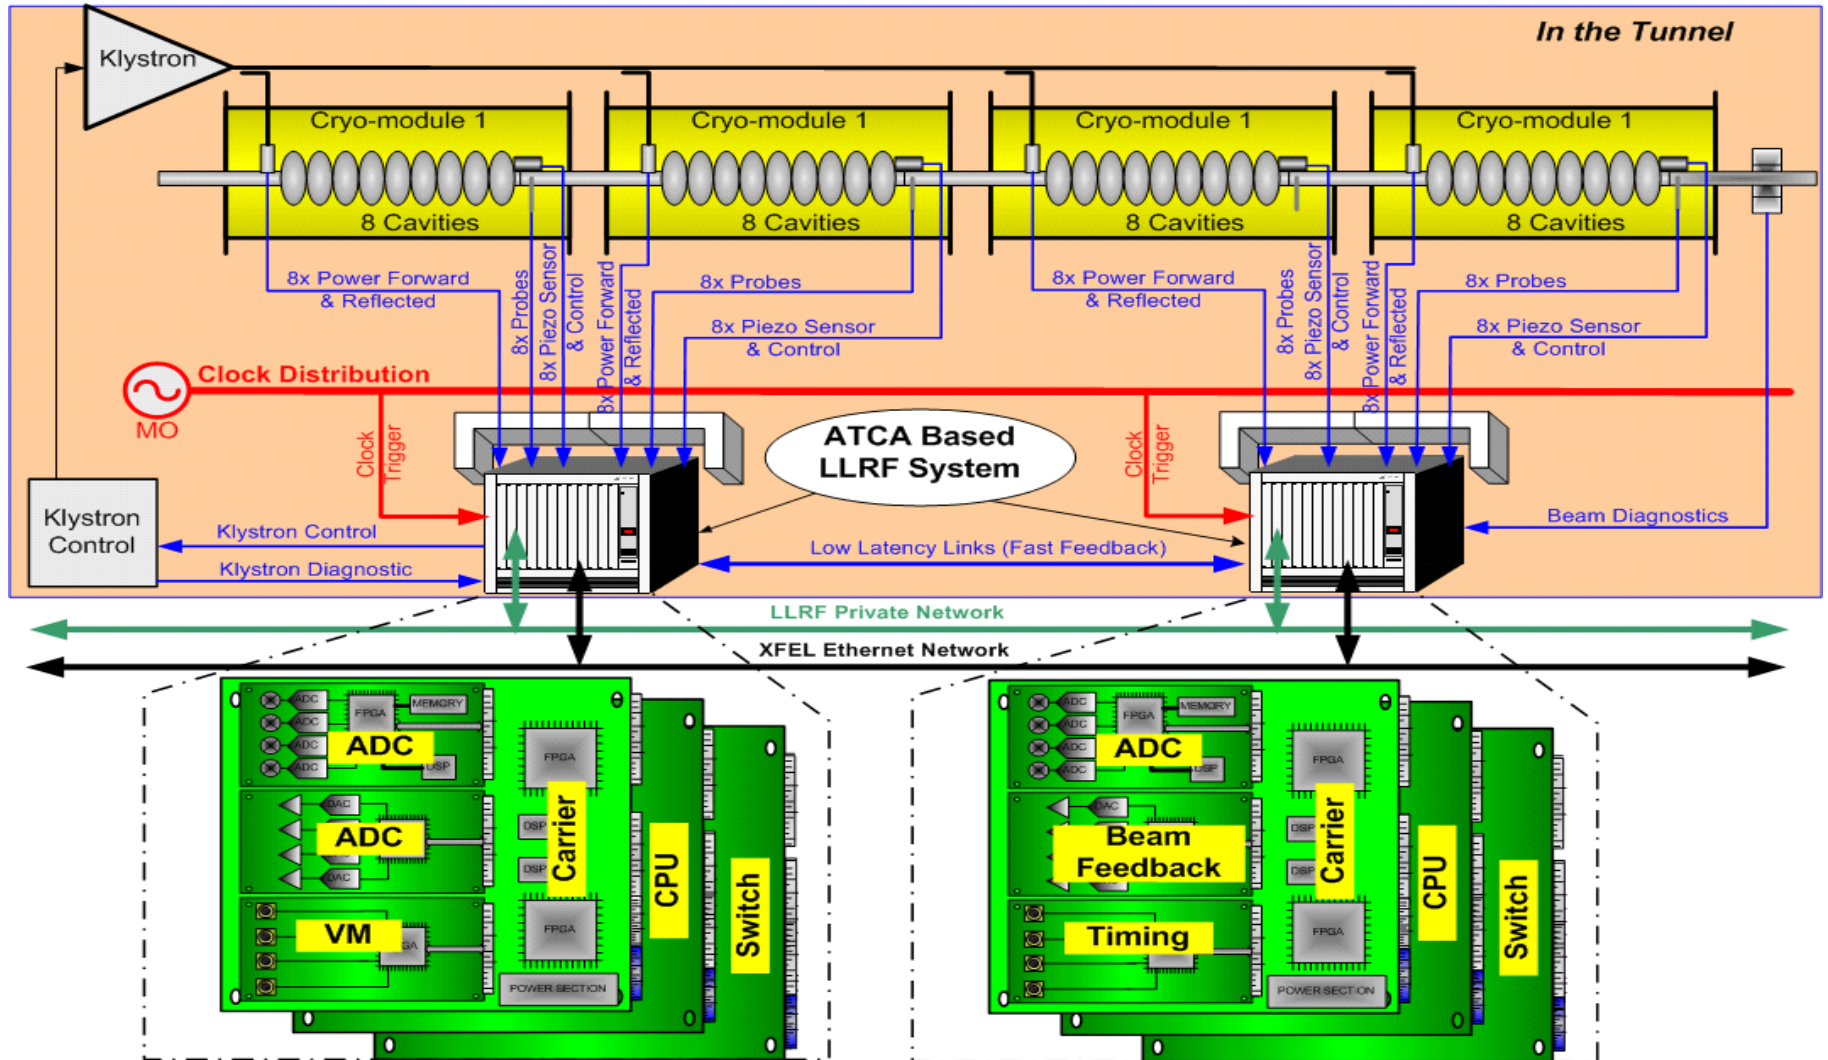 In the Tunnel
Klystron
Cryo-module 1
Cryo-module 1
Cryo-module 1
Cryo-module 1
8 Cavities
8 Cavities
8 Cavities
8 Cavities
8x Power Forward
& Reflected
8x Probes
8x Piezo Sensor
& Control
8x Power Forward
& Reflected
8x Probes
8x Piezo Sensor
& Control
8x Power Forward
& Reflected
8x Probes
8x Piezo Sensor
& Control
8x Power Forward
& Reflected
8x Probes
8x Piezo Sensor
& Control
Clock Distribution
MO
Clock
Trigger
ATCA Based
LLRF System
Clock
Trigger
Klystron
Control
Klystron Control
Klystron Diagnostic
Low Latency Links (Fast Feedback)
Beam Diagnostics
LLRF Private Network
XFEL Ethernet Network
ADC
ADC
ADC
ADC
FPGA
MEMORY
ADC
DSP
DAC
ADC
DAC
VM
GA
FPGA
DSP
DSP
FPGA
Carrier
POWER SECTION
CPU
Switch
ADC
ADC
ADC
ADC
FPGA
MEMORY
ADC
DSP
DAC
Beam
Feedback
Timing
FPGA
DSP
DSP
FPGA
Carrier
POWER SECTION
CPU
Switch